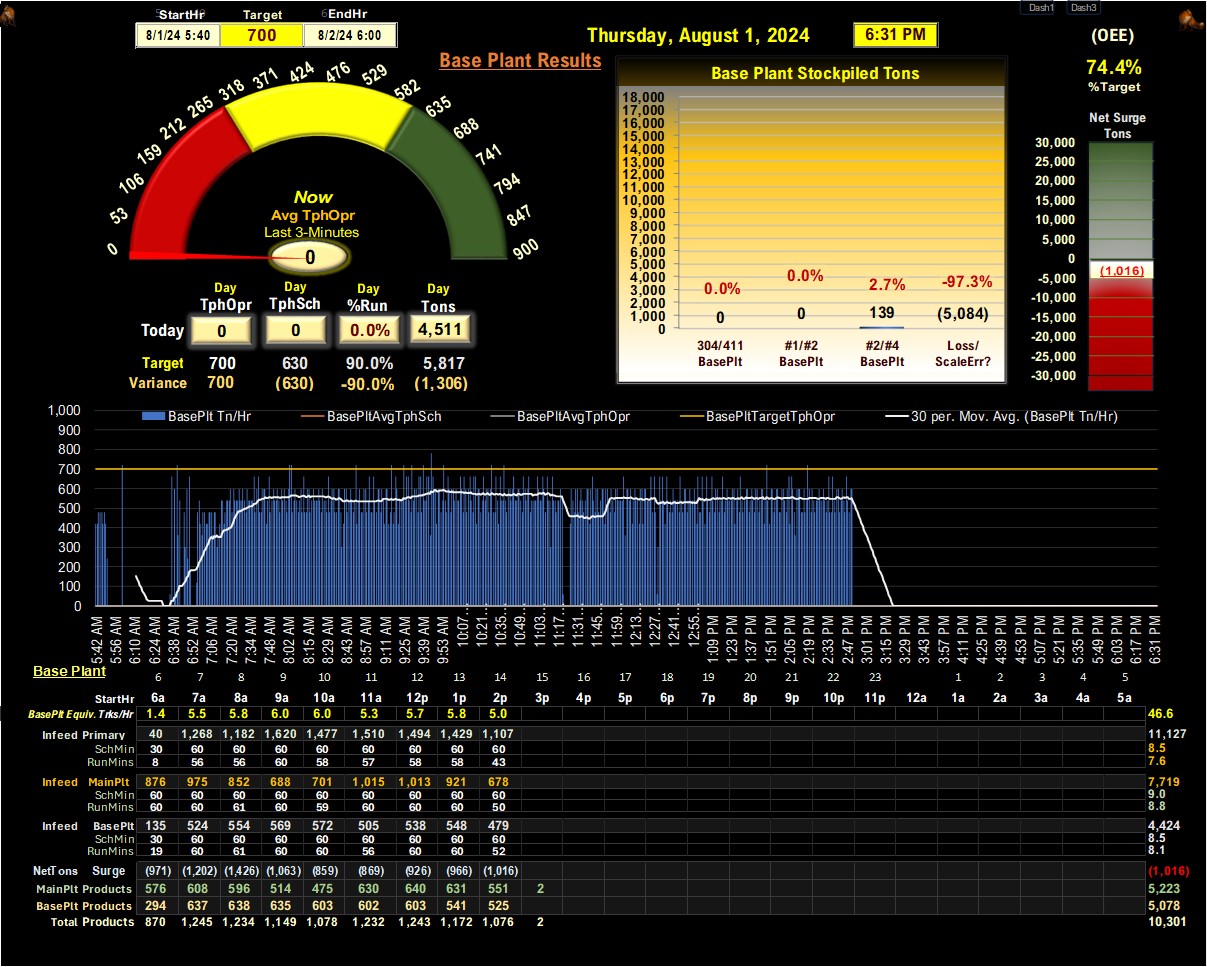 StartHr Target EndHr
8/1/24 5:40 700 8/2/24 6:00
Thursday, August 1, 2024 6:31 PM
Dash1 Dash3
(OEE)
74.4%
%Target
Base Plant Results
0 53 106 159 212 265 318 371 424 476 529 582 635 688 741 794 847 900
Now
Avg TphOpr
Last 3-Minutes
0
Day Day Day Day
TphOpr TphSch %Run Tons
Today 0 0 0.0% 4,511
Target 700 630 90.0% 5,817
Variance 700 (630) -90.0% (1,306)
Base Plant Stockpiled Tons
18,000
17,000
16,000
15,000
14,000
13,000
12,000
11,000
10,000
9,000
8,000
7,000
6,000
5,000
4,000
3,000
2,000
1,000
0
0.0% 0.0% 2.7% -97.3%
0 0 139 (5,084)
304/411 #1/#2 #2/#4 Loss/
BasePlt BasePlt BasePlt ScaleErr?
Net Surge
Tons
30,000
25,000
20,000
15,000
10,000
5,000
0
(1,016)
-5,000
-10,000
-15,000
-20,000
-25,000
-30,000
BasePlt Tn/Hr BasePltAvgTphSch BasePltAvgTphOpr BasePltTargetTphOpr 30 per. Mov. Avg. (BasePlt Tn/Hr)
1,000
900
800
700
600
500
400
300
200
100
0
5:42 AM 5:56 AM 6:10 AM 6:24 AM 6:38 AM 6:52 AM 7:06 AM 7:20 AM 7:34 AM 7:48 AM 8:02 AM 8:15 AM 8:29 AM 8:43 AM 8:57 AM 9:11 AM 9:25 AM 9:39 AM 9:53 AM 10:07... 10:21... 10:35... 10:49... 11:03... 11:17... 11:31... 11:45... 11:59... 12:13... 12:27... 12:41... 12:55... 1:09 PM 1:23 PM 1:37 PM 1:51 PM 2:05 PM 2:19 PM 2:33 PM 2:47 PM 3:01 PM 3:15 PM 3:29 PM 3:43 PM 3:57 PM 4:11 PM 4:25 PM 4:39 PM 4:53 PM 5:07 PM 5:21 PM 5:35 PM 5:49 PM 6:03 PM 6:17 PM 6:31 PM
Base Plant
6 7 8 9 10 11 12 13 14 15 16 17 18 19 20 21 22 23 1 2 3 4 5
StartHr 6a 7a 8a 9a 10a 11a 12p 1p 2p 3p 4p 5p 6p 7p 8p 9p 10p 11p 12a 1a 2a 3a 4a 5a
BasePlt Equiv. Trks/Hr 1.4 5.5 5.8 6.0 6.0 5.3 5.7 5.8 5.0 46.6
Infeed Primary 40 1,268 1,182 1,620 1,477 1,510 1,494 1,429 1,107 11,127
SchMin 30 60 60 60 60 60 60 60 60 8.5
RunMins 8 56 56 60 58 57 58 58 43 7.6
Infeed MainPlt 876 975 852 688 701 1,015 1,013 921 678 7,719
SchMin 60 60 60 60 60 60 60 60 60 9.0
RunMins 60 60 61 60 59 60 60 60 50 8.8
Infeed BasePlt 135 524 554 569 572 505 538 548 479 4,424
SchMin 30 60 60 60 60 60 60 60 60 8.5
RunMins 19 60 61 60 60 56 60 60 52 8.1
NetTons Surge (971) (1,202) (1,426) (1,063) (859) (869) (926) (966) (1,016) (1,016)
MainPlt Products 576 608 596 514 475 630 640 631 551 2 5,223
BasePlt Products 294 637 638 635 603 602 603 541 525 5,078
Total Products 870 1,245 1,234 1,149 1,078 1,232 1,243 1,172 1,076 2 10,301